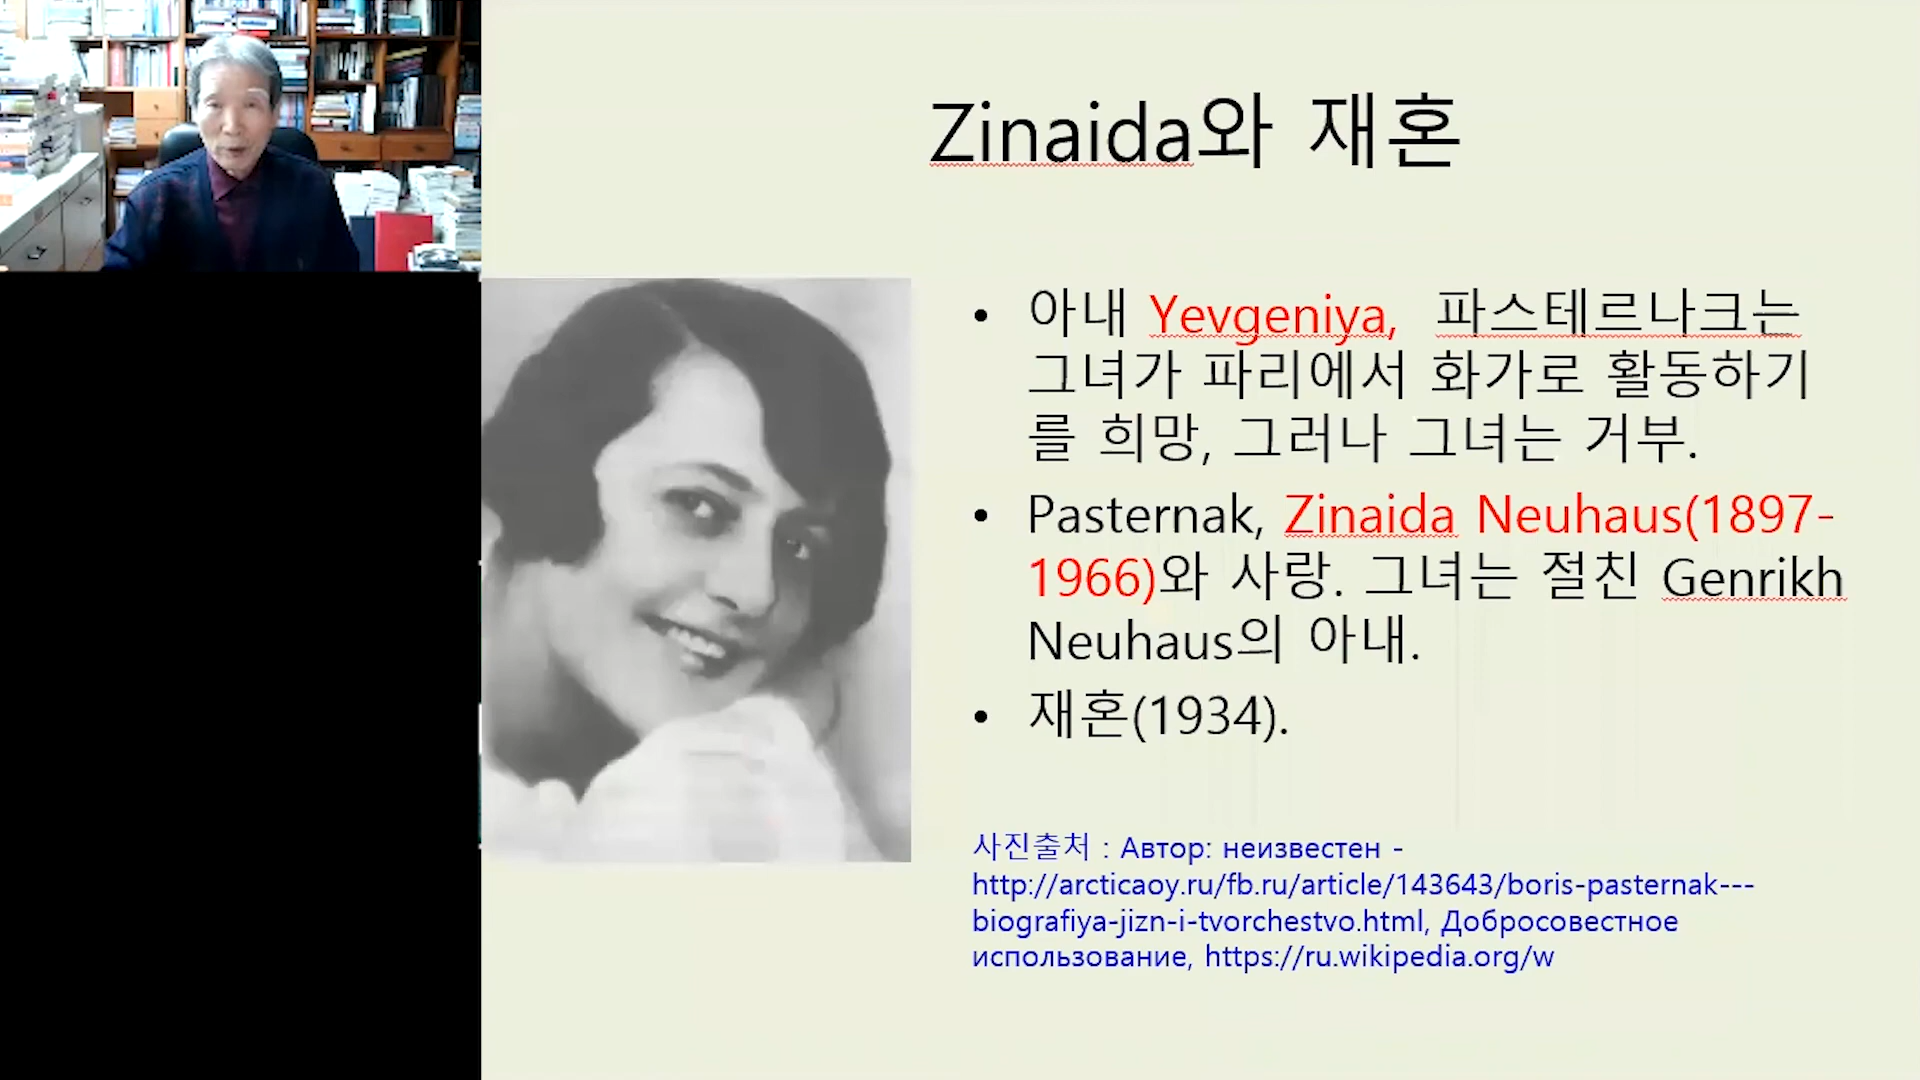 Zinaida와 재혼
• 아내 Yevgeniya, 파스테르나크는
그녀가 파리에서 화가로 활동하기
를 희망, 그러나 그녀는 거부.
• Pasternak, Zinaida Neuhaus(1897-
1966)와 사랑. 그녀는 절친 Genrikh
Neuhaus의 아내.
• 재혼(1934).
사진출처 : Автор: неизвестен -
http://arcticaoy.ru/fb.ru/article/143643/boris-pasternak---
biografiya-jizn-i-tvorchestvo.html, Добросовестное
использование, https://ru.wikipedia.org/w